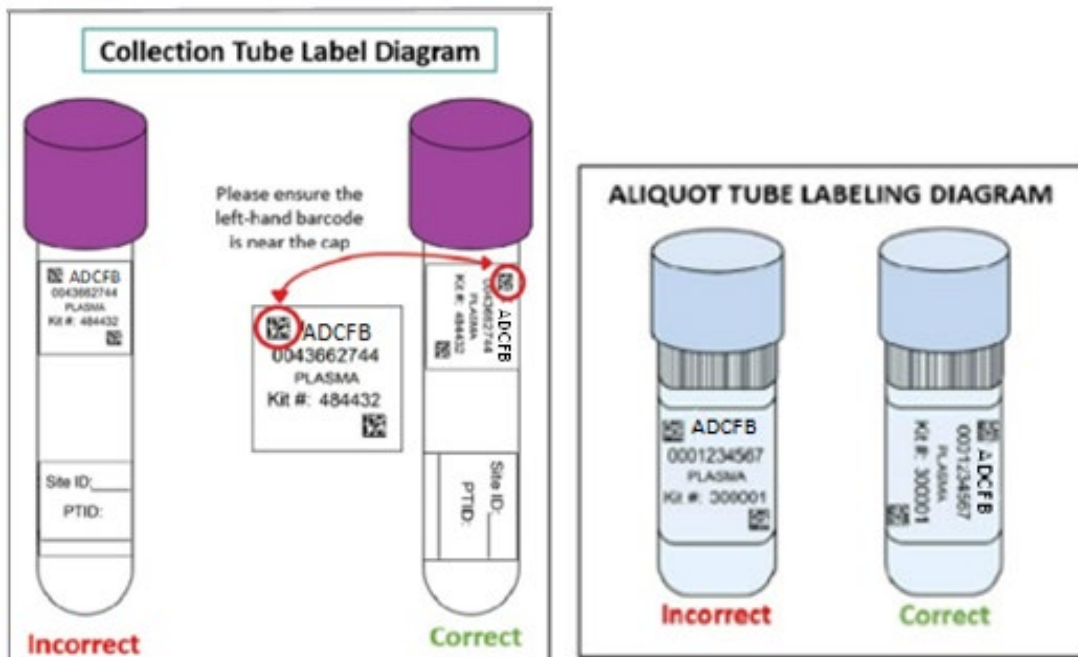 Collection Tube Label Diagram
Please ensure the
left-hand barcode
is near the cap
ADCFB
0043662744
PLASMA
Kit #: 484432
Site ID:____
PTID:
Incorrect
ADCFB
0043662744
PLASMA
Kit #: 484432
ADCFB
0043662744
PLASMA
Kit #: 484432
Site ID:____
PTID:
Correct
ALIQUOT TUBE LABELING DIAGRAM
ADCFB
0001234567
PLASMA
Kit #: 300001
Incorrect
ADCFB
0001234567
PLASMA
Kit #: 300001
Correct